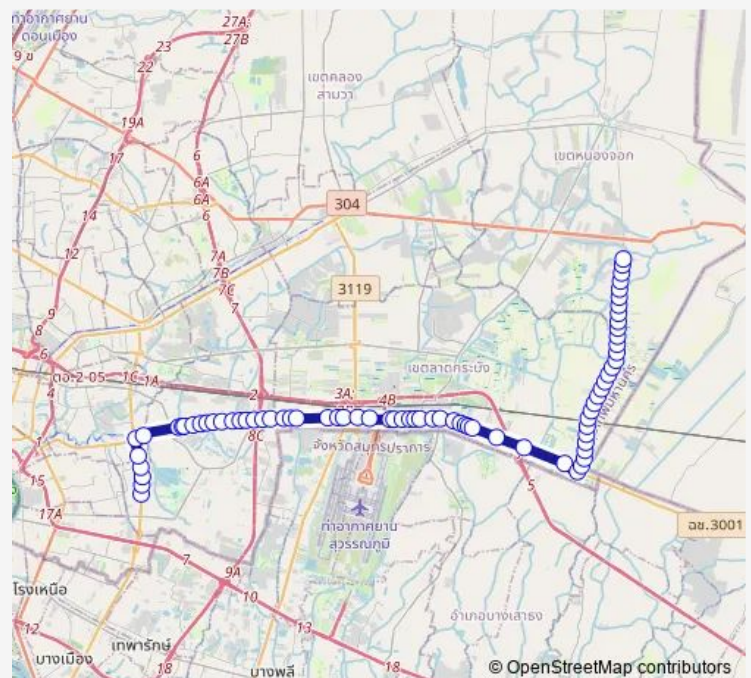 ท่าอากาศยาน
ดอนเมือง
27A;
27B
9 ข
23
22
เขตคลอง
สามวา
19A
17
6
เขตหนองจอก
6A
6A
6
304
14
12
7A
7B
7C
7
3119
9
8
6
ตอ.2-05
1C
1A
4
2
3A;
4B
เขตลาดกระบัง
1
8C
จังหวัดสมุทรปราการ
15
5
17A
ท่าอากาศยาน
สุวรรณภูมิ
ฉช.3001
7
9A
10
โรงเหนือ
13
อำเภอบางเสาธง
12
เทพารักษ์
บางเมือง
18
บางพลี
18
© OpenStreetMap contributors